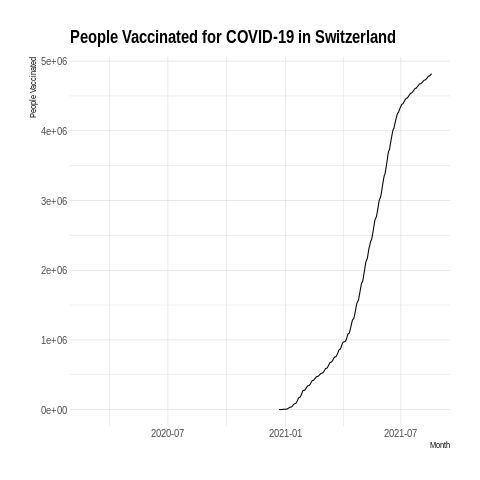 People Vaccinated for COVID-19 in Switzerland
People Vaccinated
5e+06
4e+06
3e+06
2e+06
1e+06
0e+00
2020-07
2021-01
2021-07
Month